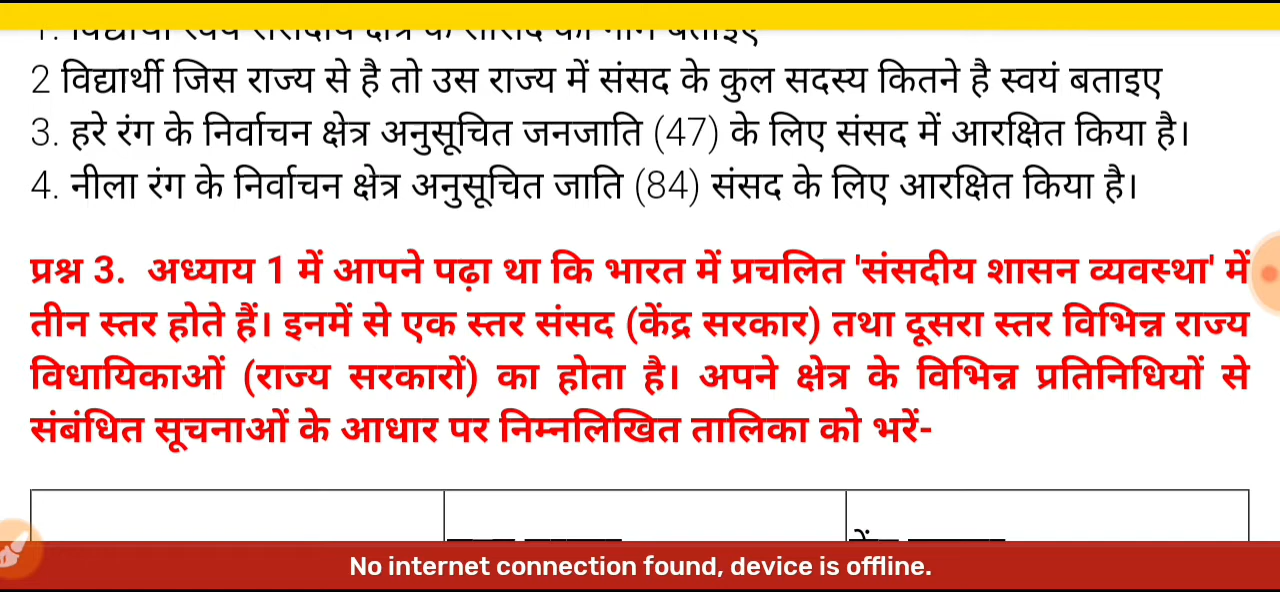 2 विद्यार्थी जिस राज्य से है तो उस राज्य में संसद के कुल सदस्य कितने है स्वयं बताइए
3. हरे रंग के निर्वाचन क्षेत्र अनुसूचित जनजाति (47) के लिए संसद में आरक्षित किया है।
4. नीला रंग के निर्वाचन क्षेत्र अनुसूचित जाति (84) संसद के लिए आरक्षित किया है।
प्रश्न 3. अध्याय 1 में आपने पढ़ा था कि भारत में प्रचलित 'संसदीय शासन व्यवस्था' में
तीन स्तर होते हैं। इनमें से एक स्तर संसद (केंद्र सरकार) तथा दूसरा स्तर विभिन्न राज्य
विधायिकाओं (राज्य सरकारों) का होता है। अपने क्षेत्र के विभिन्न प्रतिनिधियों से
संबंधित सूचनाओं के आधार पर निम्नलिखित तालिका को भरें-
No internet connection found, device is offline.